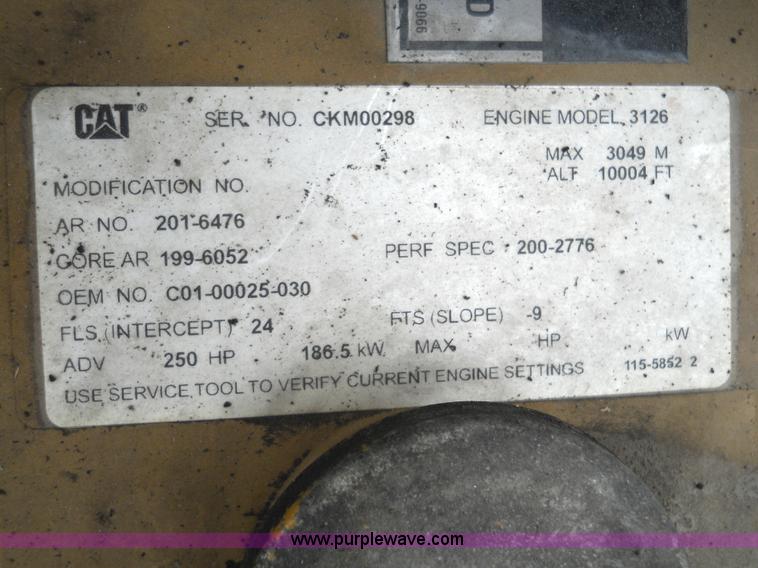 9906
D
CAT® SER. NO. CKM00298 ENGINE MODEL 3126
MAX 3049 M
ALT 10004 FT
MODIFICATION NO.
AR NO. 201-6476
CORE AR 199-6052 PERF SPEC 200-2776
OEM NO. C01-00025-030
FLS (INTERCEPT) 24 FTS (SLOPE) -9
ADV 250 HP 186.5 kW MAX HP kW
USE SERVICE TOOL TO VERIFY CURRENT ENGINE SETTINGS 115-5852 2
www.purplewave.com